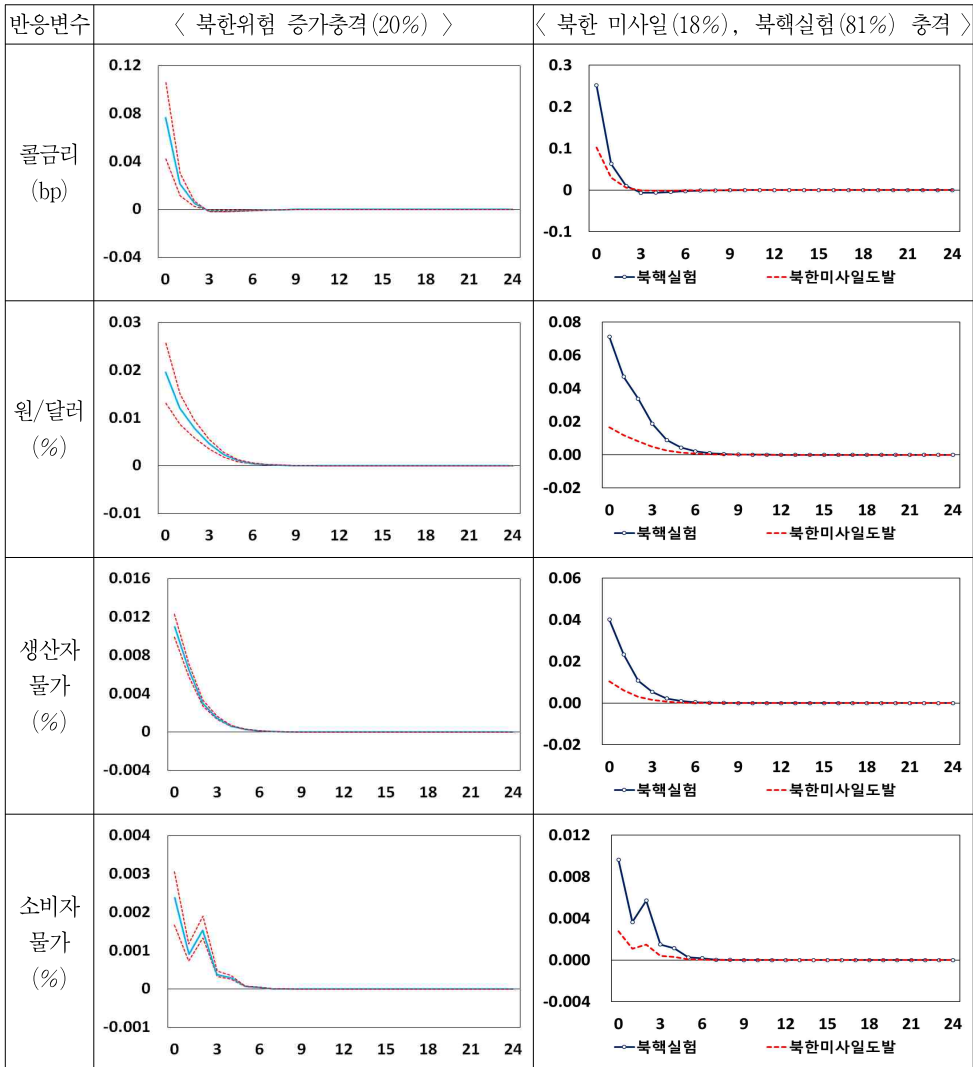 반응변수
〈 북한위험 증가충격(20%) 〉
〈 북한 미사일(18%), 북핵실험(81%) 충격 〉
콜금리
(bp)
0.12
0.08
0.04
0
-0.04
0 3 6 9 12 15 18 21 24
0.3
0.2
0.1
0
-0.1
0 3 6 9 12 15 18 21 24
북핵실험 북한미사일도발
원/달러
(%)
0.03
0.02
0.01
0
-0.01
0 3 6 9 12 15 18 21 24
0.08
0.06
0.04
0.02
0.00
-0.02
0 3 6 9 12 15 18 21 24
북핵실험 북한미사일도발
생산자
물가
(%)
0.016
0.012
0.008
0.004
0
-0.004
0 3 6 9 12 15 18 21 24
0.06
0.04
0.02
0.00
-0.02
0 3 6 9 12 15 18 21 24
북핵실험 북한미사일도발
소비자
물가
(%)
0.004
0.003
0.002
0.001
0
-0.001
0 3 6 9 12 15 18 21 24
0.012
0.008
0.004
0.000
-0.004
0 3 6 9 12 15 18 21 24
북핵실험 북한미사일도발